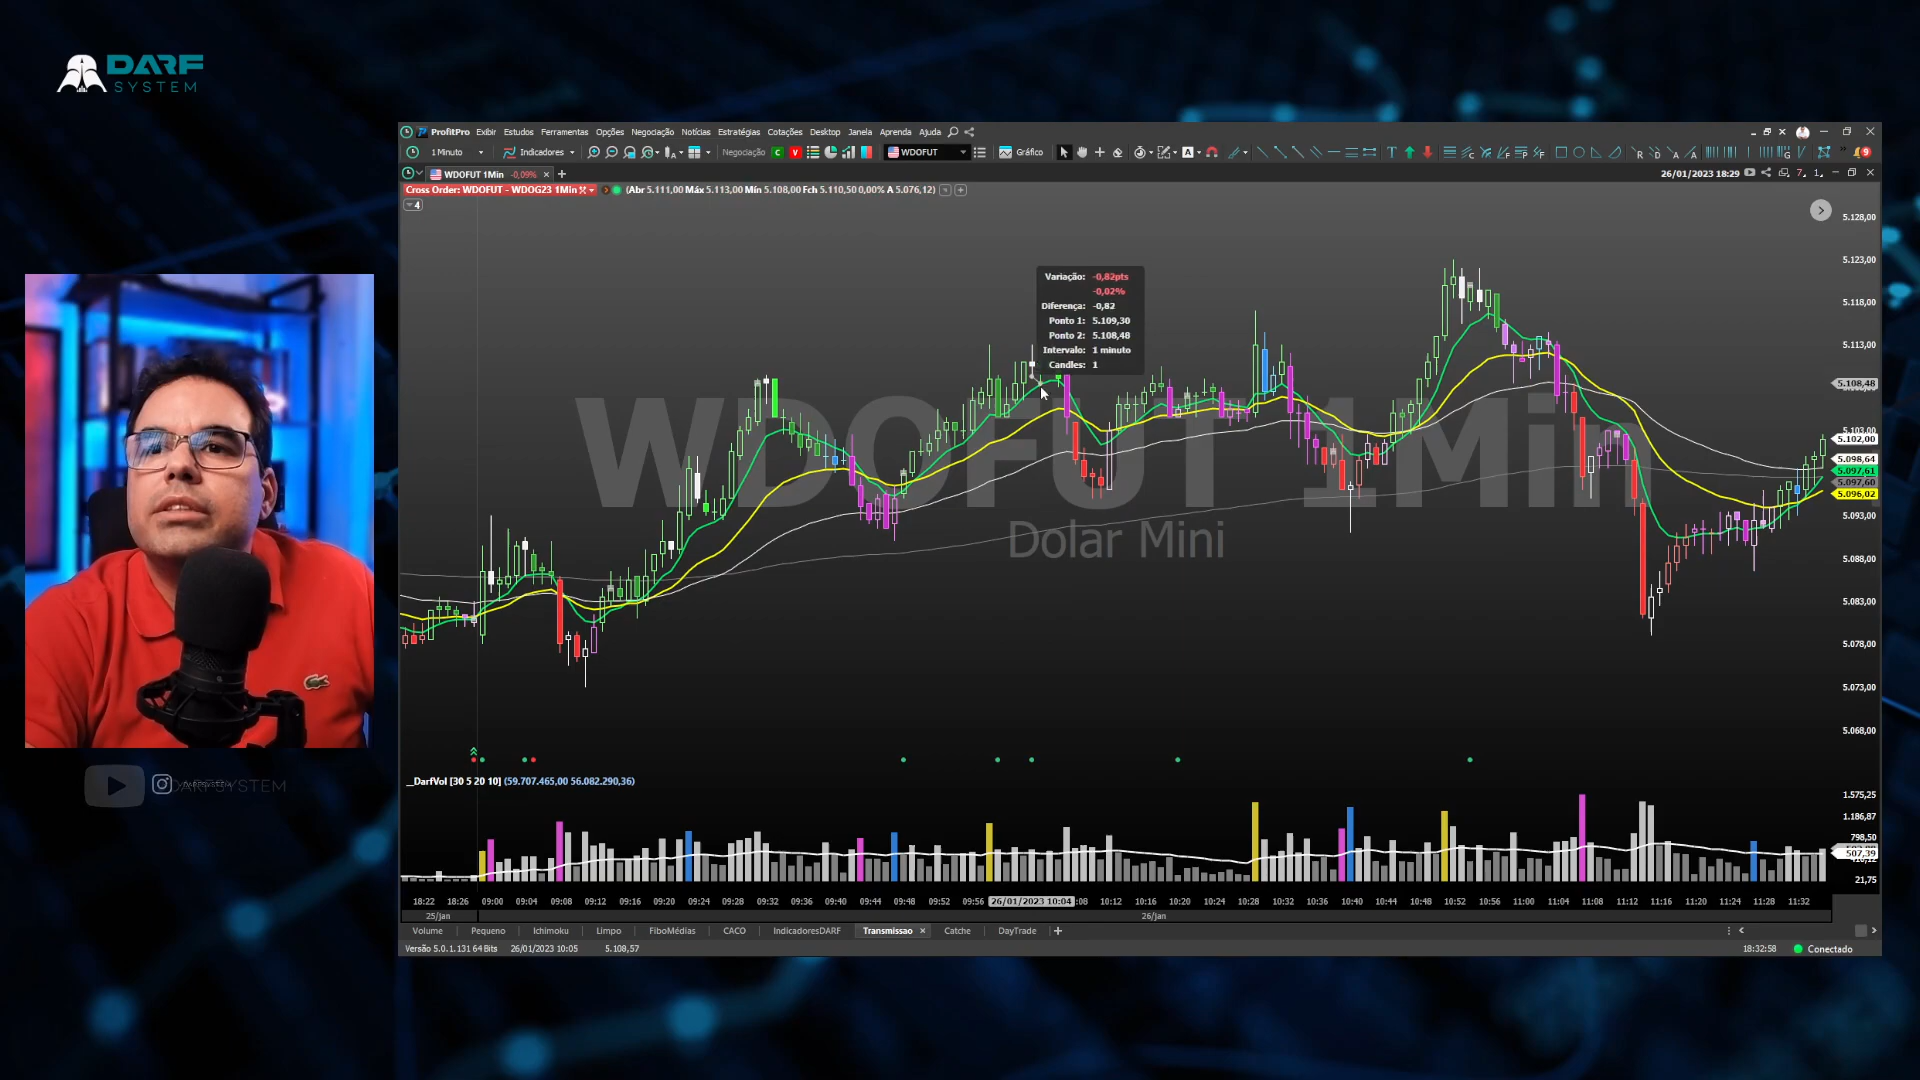 DARF
SYSTEM
ProfitPro Exibir Estudos Ferramentas Opções Negociação Notícias Estratégias Cotações Desktop Janela Aprenda Ajuda
1 Minuto Indicadores Negociação C V WDOFUT Gráfico
WDOFUT 1Min -0,09%
26/01/2023 18:29
Cross Order: WDOFUT - WDOG23 1Min (Abr 5.111,00 Máx 5.113,00 Mín 5.108,00 Fch 5.110,50 0,00% A 5.076,12)
4
5.128,00
5.123,00
5.118,00
5.113,00
5.108,48
5.103,00
5.102,00
5.098,64
5.097,61
5.097,60
5.096,02
5.093,00
5.088,00
5.083,00
5.078,00
5.073,00
5.068,00
Variação: -0,82pts
-0,02%
Diferença: -0,82
Ponto 1: 5.109,30
Ponto 2: 5.108,48
Intervalo: 1 minuto
Candles: 1
WDOFUT 1Min
Dolar Mini
DARFSYSTEM
__DarfVol [30 5 20 10] (59.707.465,00 56.082.290,36)
1.575,25
1.186,87
798,50
507,39
21,75
18:22 18:26 09:00 09:04 09:08 09:12 09:16 09:20 09:24 09:28 09:32 09:36 09:40 09:44 09:48 09:52 09:56 26/01/2023 10:04 :08 10:12 10:16 10:20 10:24 10:28 10:32 10:36 10:40 10:44 10:48 10:52 10:56 11:00 11:04 11:08 11:12 11:16 11:20 11:24 11:28 11:32
25/jan 26/jan
Volume Pequeno Ichimoku Limpo FiboMédias CACO IndicadoresDARF Transmissao Catche DayTrade
Versão 5.0.1.131 64 Bits 26/01/2023 10:05 5.108,57 18:32:58 Conectado